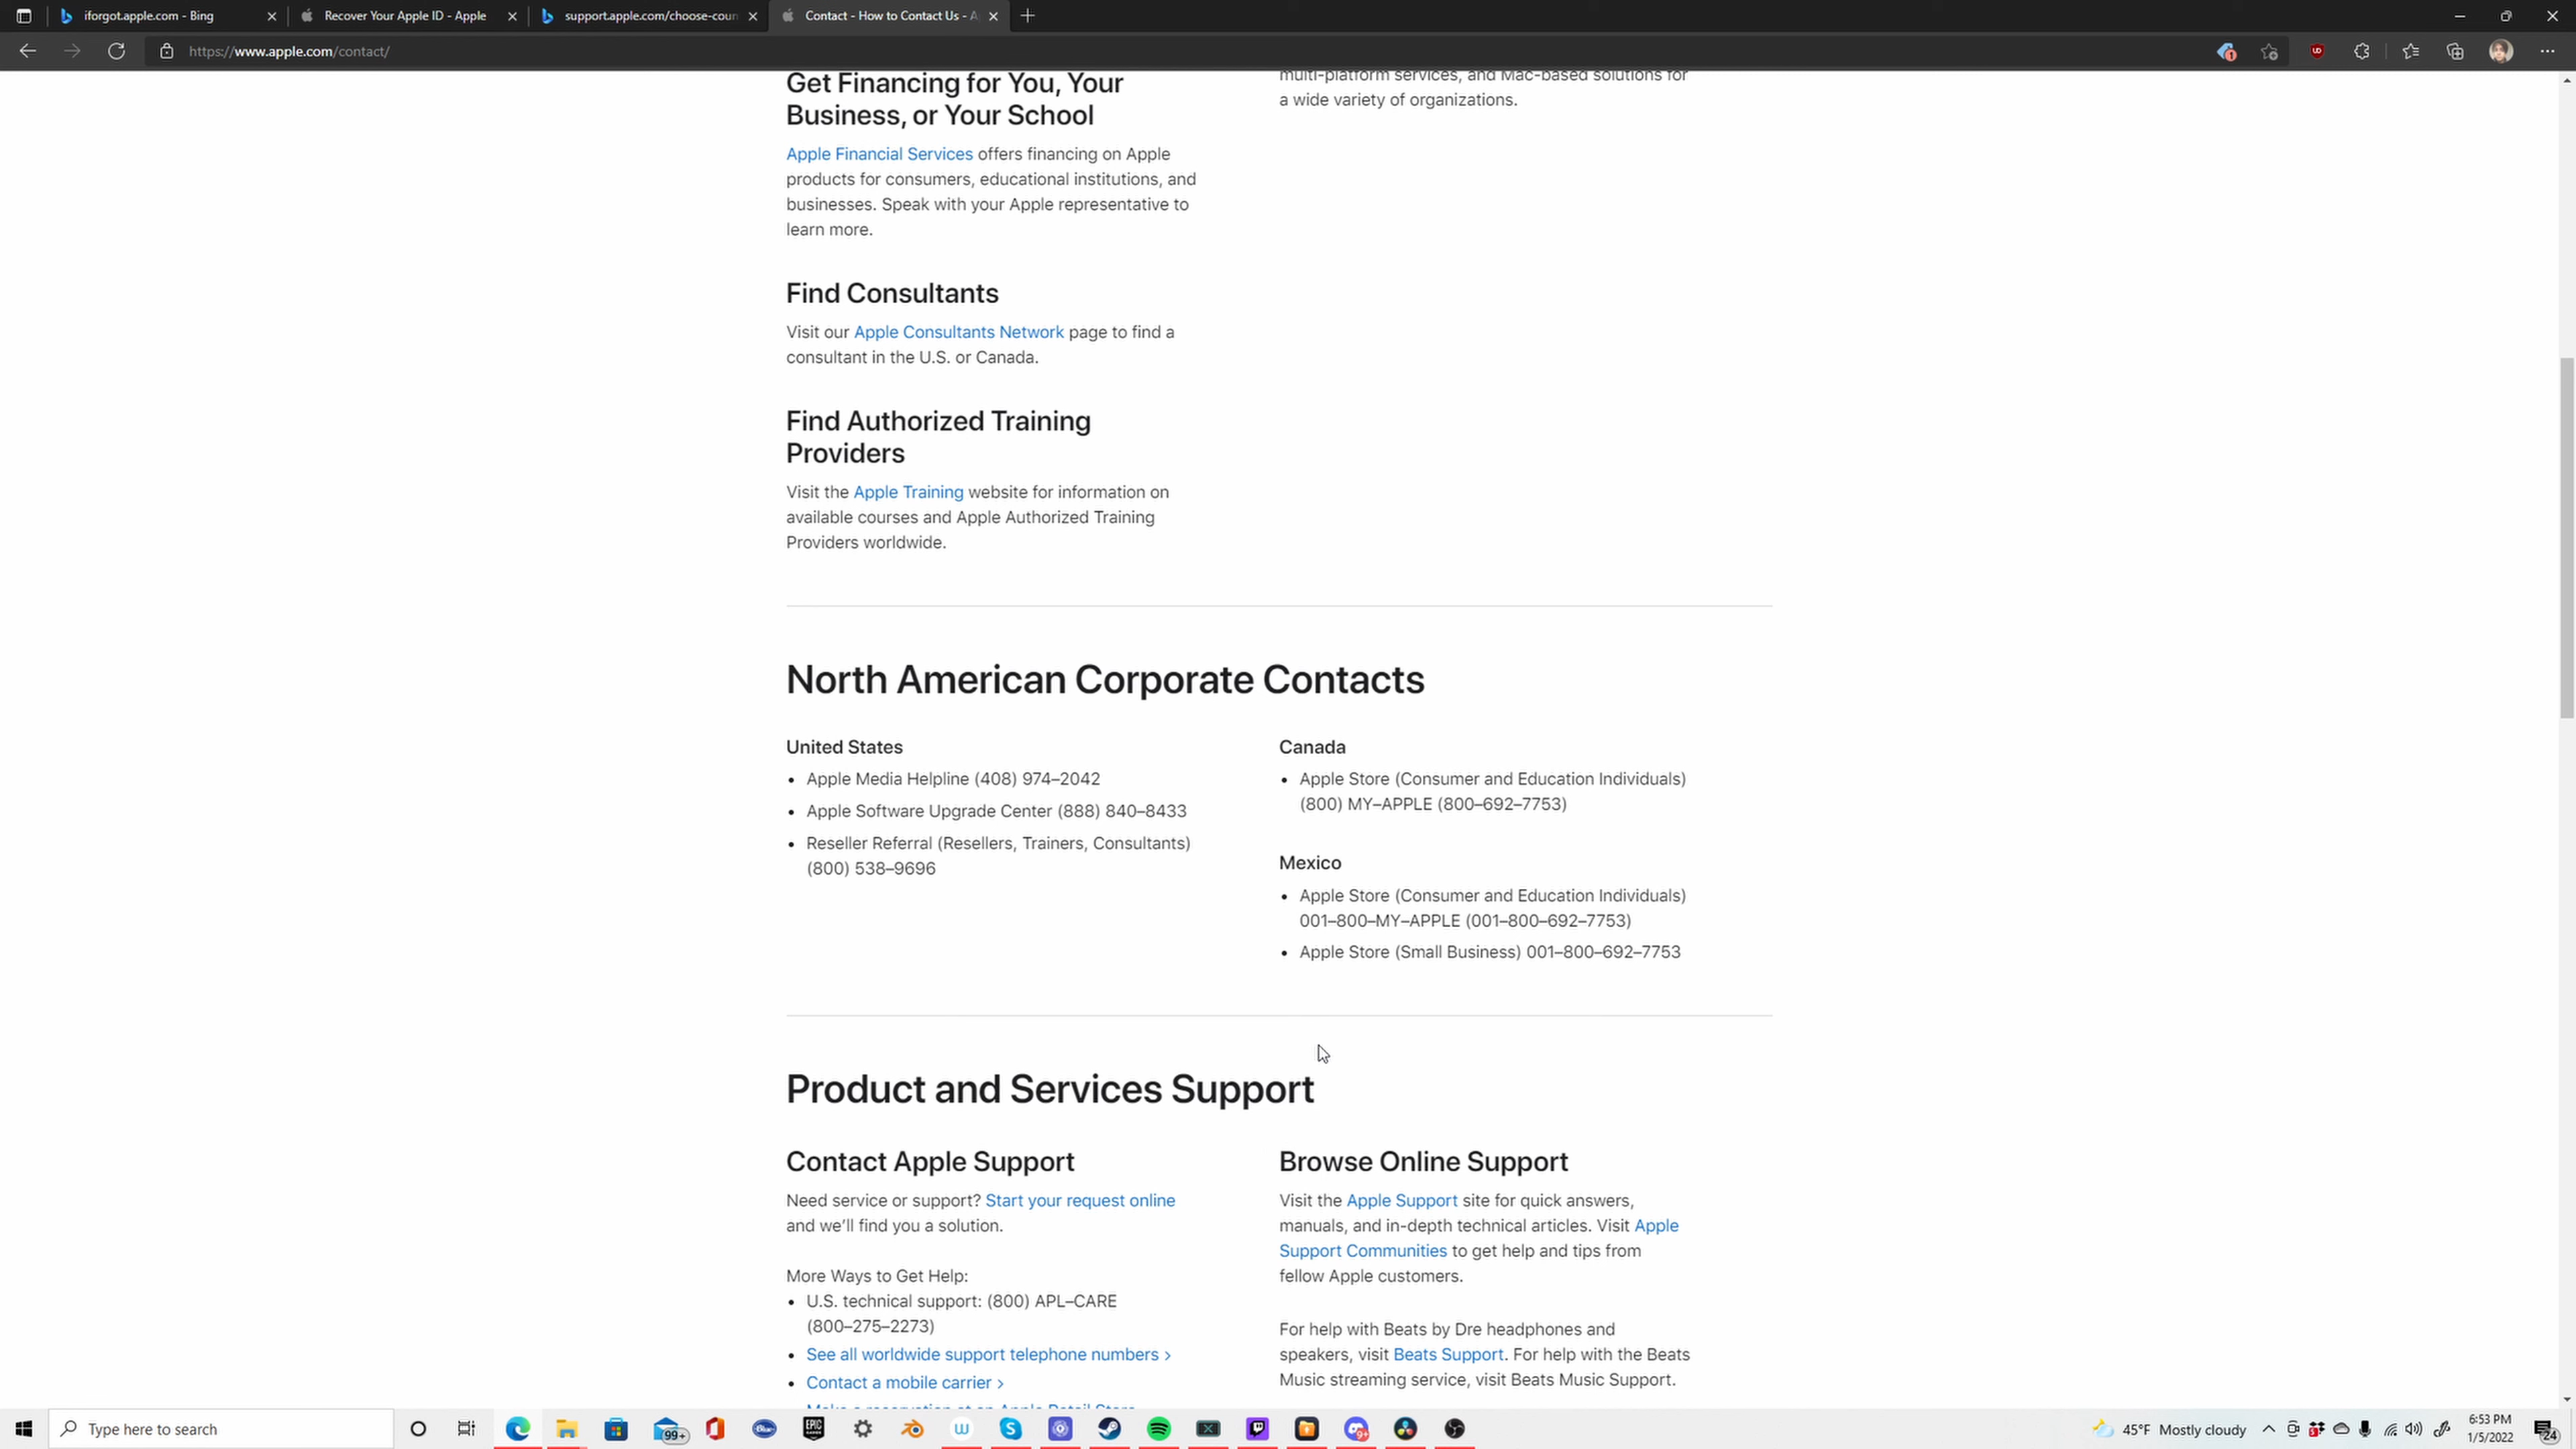 iforgot.apple.com - Bing
Recover Your Apple ID - Apple
support.apple.com/choose-coun
Contact - How to Contact Us - A
https://www.apple.com/contact/
1
UD
Get Financing for You, Your
Business, or Your School
Apple Financial Services offers financing on Apple
products for consumers, educational institutions, and
businesses. Speak with your Apple representative to
learn more.
multi-platform services, and Mac-based solutions for
a wide variety of organizations.
Find Consultants
Visit our Apple Consultants Network page to find a
consultant in the U.S. or Canada.
Find Authorized Training
Providers
Visit the Apple Training website for information on
available courses and Apple Authorized Training
Providers worldwide.
North American Corporate Contacts
United States
• Apple Media Helpline (408) 974–2042
• Apple Software Upgrade Center (888) 840–8433
• Reseller Referral (Resellers, Trainers, Consultants)
(800) 538–9696
Canada
• Apple Store (Consumer and Education Individuals)
(800) MY–APPLE (800–692–7753)
Mexico
• Apple Store (Consumer and Education Individuals)
001–800–MY–APPLE (001–800–692–7753)
• Apple Store (Small Business) 001–800–692–7753
Product and Services Support
Contact Apple Support
Need service or support? Start your request online
and we'll find you a solution.
More Ways to Get Help:
• U.S. technical support: (800) APL–CARE
(800–275–2273)
• See all worldwide support telephone numbers >
• Contact a mobile carrier >
Make a reservation at an Apple Retail Store
Browse Online Support
Visit the Apple Support site for quick answers,
manuals, and in-depth technical articles. Visit Apple
Support Communities to get help and tips from
fellow Apple customers.
For help with Beats by Dre headphones and
speakers, visit Beats Support. For help with the Beats
Music streaming service, visit Beats Music Support.
Type here to search
99+
EPIC
GAMES
W
9+
45°F Mostly cloudy
6:53 PM
1/5/2022
24